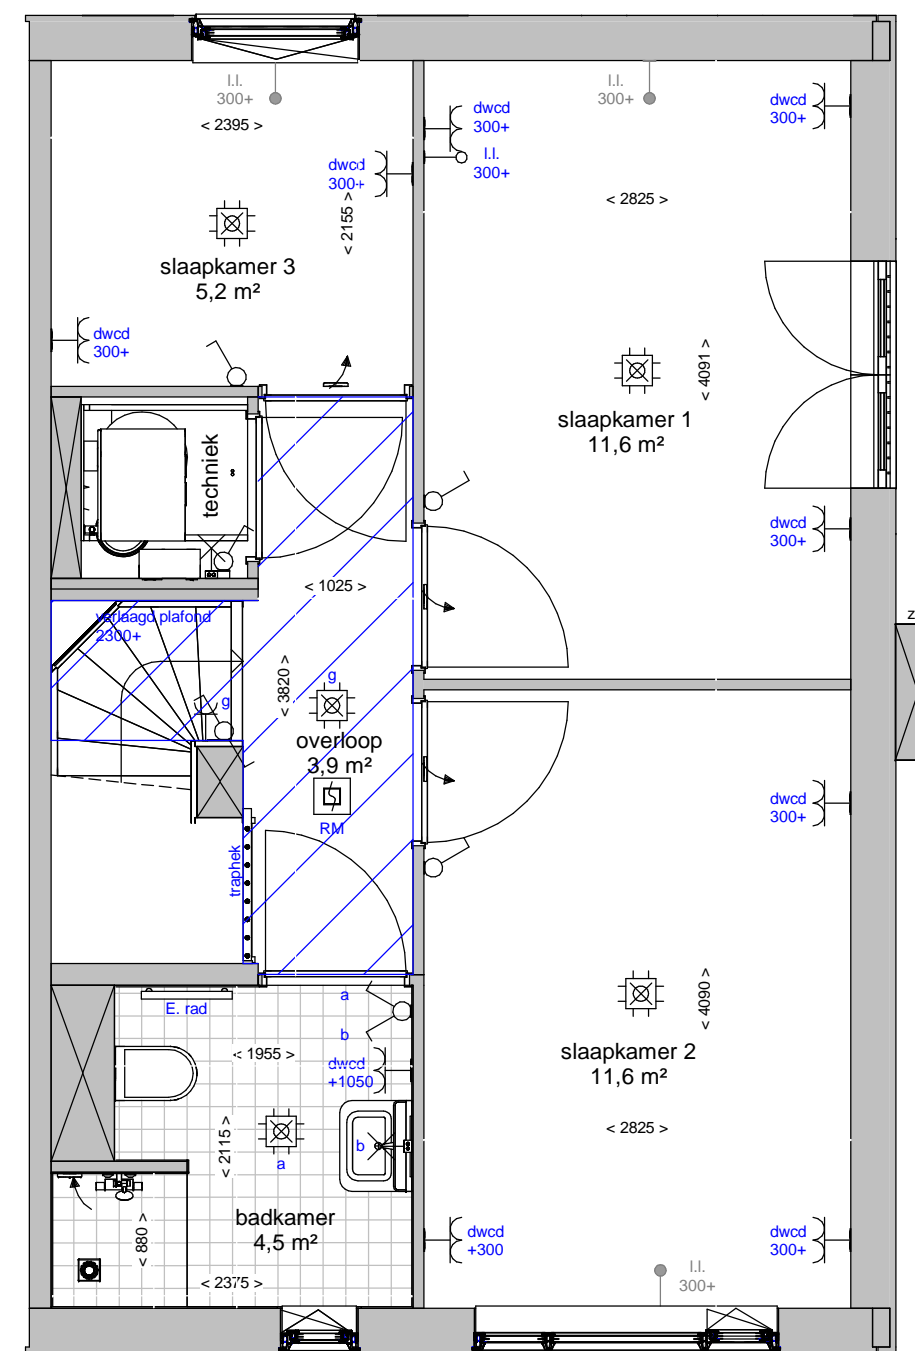 l.l.
300+
< 2395 >
dwcd
300+
< 2155 >
slaapkamer 3
5,2 m²
dwcd
300+
l.l.
300+
dwcd
300+
l.l.
300+
dwcd
300+
< 2825 >
< 4091 >
slaapkamer 1
11,6 m²
dwcd
300+
techniek
< 1025 >
verlaagd plafond
2300+
g
g
< 3820 >
overloop
3,9 m²
RM
traphek
z
dwcd
300+
< 4090 >
slaapkamer 2
11,6 m²
< 2825 >
dwcd
+300
dwcd
300+
l.l.
300+
E. rad
a
b
< 1955 >
dwcd
+1050
< 2115 >
a
b
badkamer
4,5 m²
< 880 >
< 2375 >